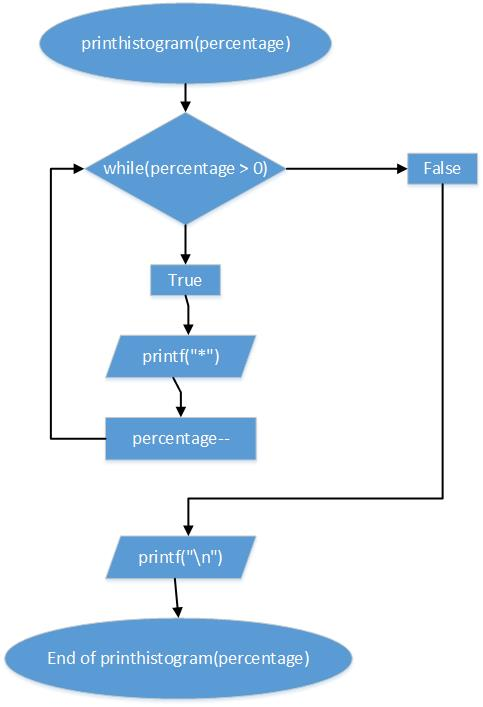 printhistogram(percentage)
while(percentage > 0)
False
True
printf("*")
percentage--
printf("\n")
End of printhistogram(percentage)